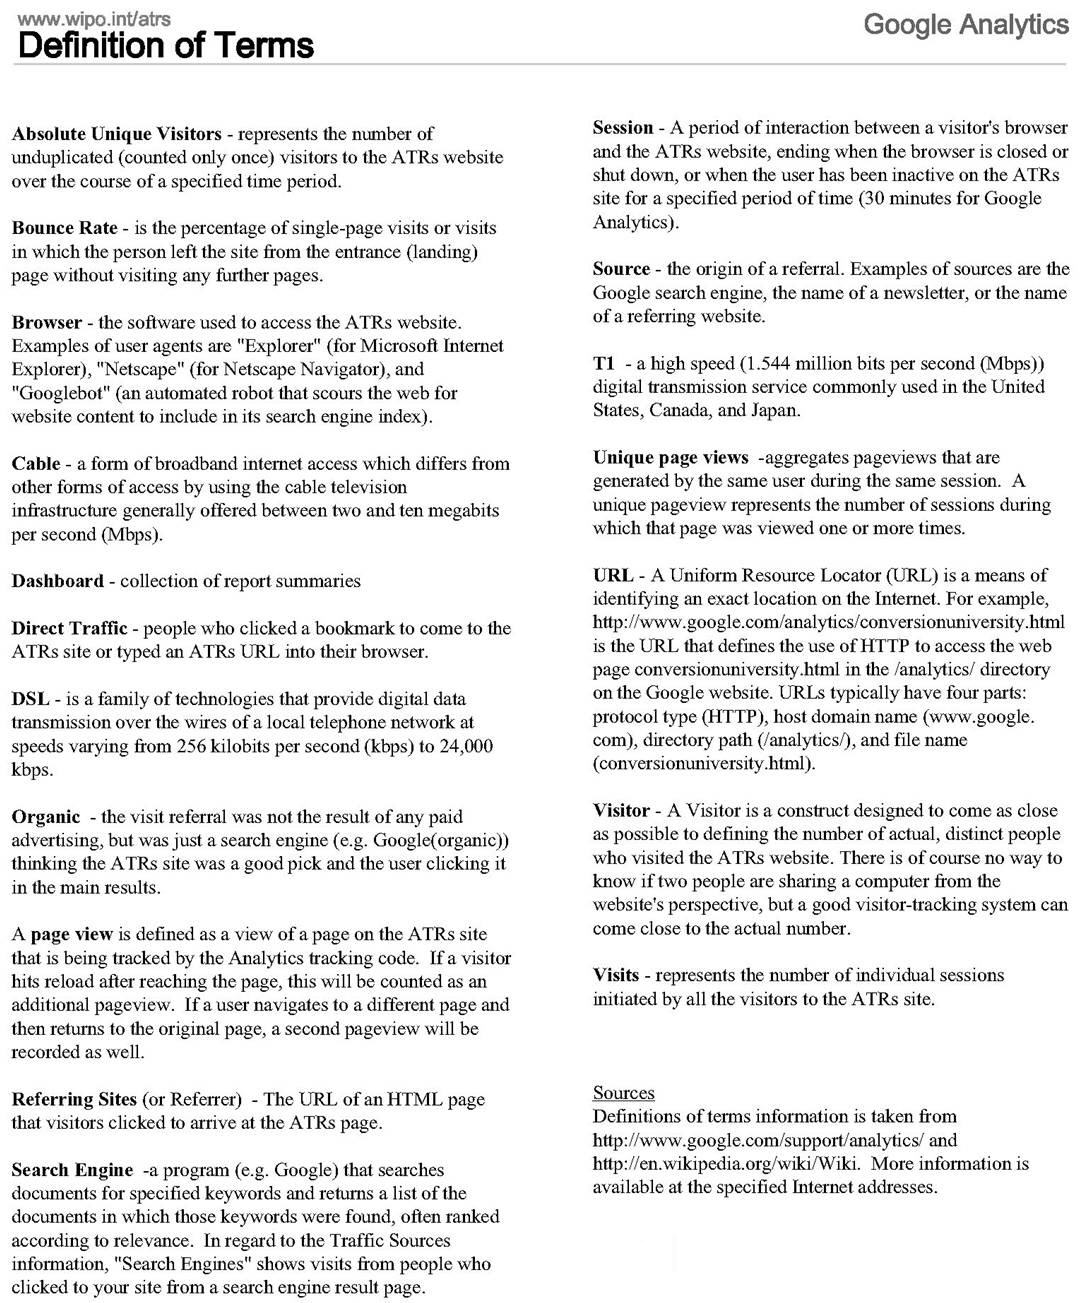 www.wipo.int/atrs
Definition of Terms
Google Analytics
Absolute Unique Visitors - represents the number of
unduplicated (counted only once) visitors to the ATRs website
over the course of a specified time period.
Bounce Rate - is the percentage of single-page visits or visits
in which the person left the site from the entrance (landing)
page without visiting any further pages.
Browser - the software used to access the ATRs website.
Examples of user agents are "Explorer" (for Microsoft Internet
Explorer), "Netscape" (for Netscape Navigator), and
"Googlebot" (an automated robot that scours the web for
website content to include in its search engine index).
Cable - a form of broadband internet access which differs from
other forms of access by using the cable television
infrastructure generally offered between two and ten megabits
per second (Mbps).
Dashboard - collection of report summaries
Direct Traffic - people who clicked a bookmark to come to the
ATRs site or typed an ATRs URL into their browser.
DSL - is a family of technologies that provide digital data
transmission over the wires of a local telephone network at
speeds varying from 256 kilobits per second (kbps) to 24,000
kbps.
Organic - the visit referral was not the result of any paid
advertising, but was just a search engine (e.g. Google(organic))
thinking the ATRs site was a good pick and the user clicking it
in the main results.
A page view is defined as a view of a page on the ATRs site
that is being tracked by the Analytics tracking code. If a visitor
hits reload after reaching the page, this will be counted as an
additional pageview. If a user navigates to a different page and
then returns to the original page, a second pageview will be
recorded as well.
Referring Sites (or Referrer) - The URL of an HTML page
that visitors clicked to arrive at the ATRs page.
Search Engine -a program (e.g. Google) that searches
documents for specified keywords and returns a list of the
documents in which those keywords were found, often ranked
according to relevance. In regard to the Traffic Sources
information, "Search Engines" shows visits from people who
clicked to your site from a search engine result page.
Session - A period of interaction between a visitor's browser
and the ATRs website, ending when the browser is closed or
shut down, or when the user has been inactive on the ATRs
site for a specified period of time (30 minutes for Google
Analytics).
Source - the origin of a referral. Examples of sources are the
Google search engine, the name of a newsletter, or the name
of a referring website.
T1 - a high speed (1.544 million bits per second (Mbps))
digital transmission service commonly used in the United
States, Canada, and Japan.
Unique page views -aggregates pageviews that are
generated by the same user during the same session. A
unique pageview represents the number of sessions during
which that page was viewed one or more times.
URL - A Uniform Resource Locator (URL) is a means of
identifying an exact location on the Internet. For example,
http://www.google.com/analytics/conversionuniversity.html
is the URL that defines the use of HTTP to access the web
page conversionuniversity.html in the /analytics/ directory
on the Google website. URLs typically have four parts:
protocol type (HTTP), host domain name (www.google.
com), directory path (/analytics/), and file name
(conversionuniversity.html).
Visitor - A Visitor is a construct designed to come as close
as possible to defining the number of actual, distinct people
who visited the ATRs website. There is of course no way to
know if two people are sharing a computer from the
website's perspective, but a good visitor-tracking system can
come close to the actual number.
Visits - represents the number of individual sessions
initiated by all the visitors to the ATRs site.
Sources
Definitions of terms information is taken from
http://www.google.com/support/analytics/ and
http://en.wikipedia.org/wiki/Wiki. More information is
available at the specified Internet addresses.